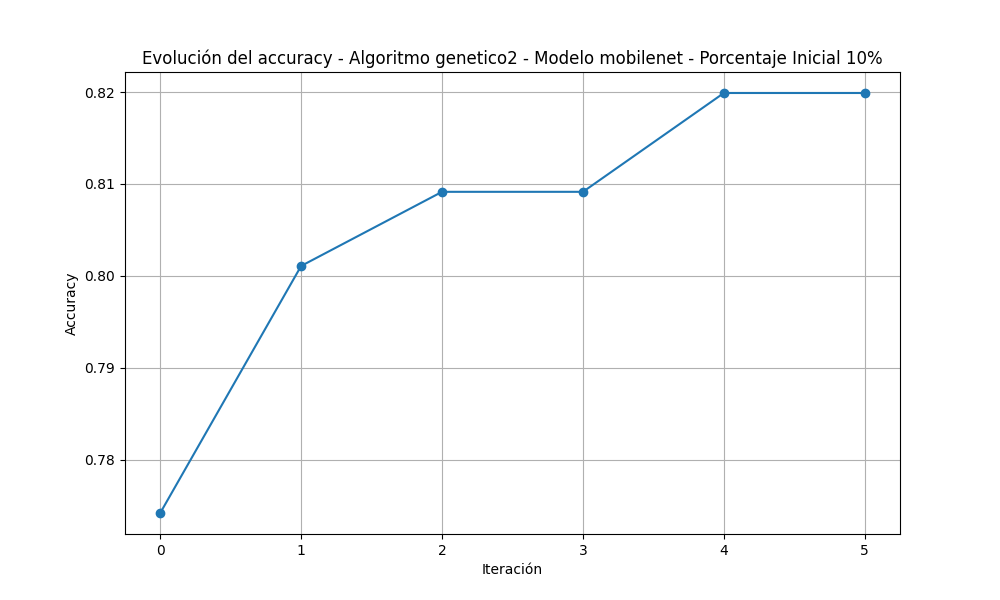 Evolución del accuracy - Algoritmo genetico2 - Modelo mobilenet - Porcentaje Inicial 10%
0.82
0.81
0.80
0.79
0.78
Accuracy
0 1 2 3 4 5
Iteración